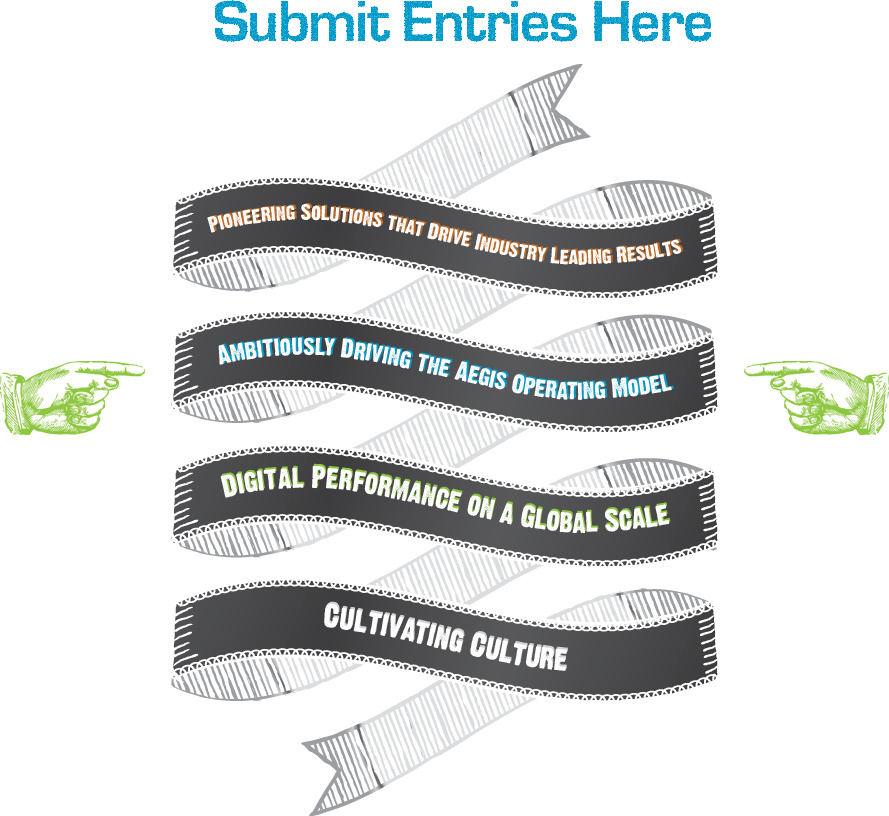 Submit Entries Here
Pioneering Solutions that Drive Industry Leading Results
Ambitiously Driving the Aegis Operating Model
Digital Performance on a Global Scale
Cultivating Culture